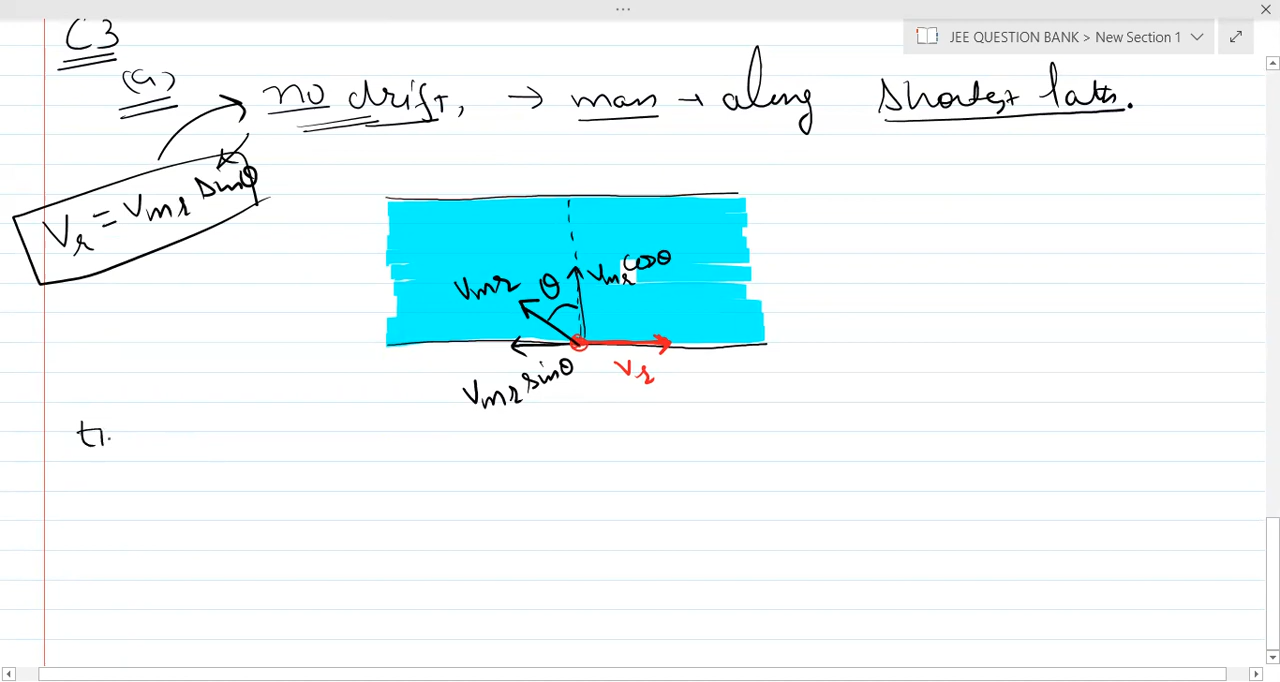 ...
JEE QUESTION BANK > New Section 1
C3
(a)
no drift, → man → along shortest path.
Vr = Vmr sinθ
Vmr θ Vmr cosθ
Vmr sinθ Vr